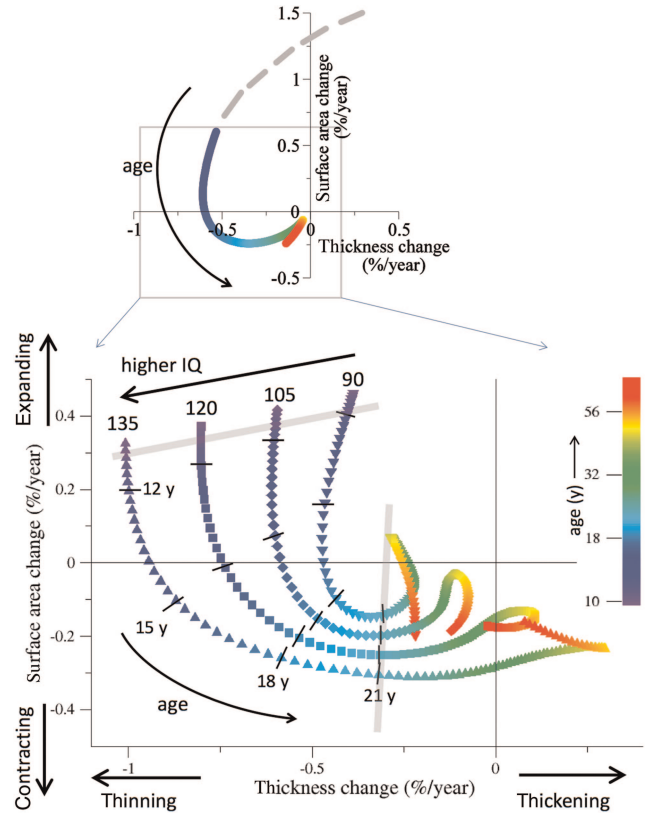 1.5
1
0.5
0
-0.5
-1
-0.5
0
0.5
Surface area change
(%/year)
Thickness change
(%/year)
age
higher IQ
Expanding
135
120
105
90
0.4
0.2
0
-0.2
-0.4
Surface area change (%/year)
12 y
15 y
18 y
21 y
age
age (y)
56
32
18
10
-1
-0.5
0
Thickness change (%/year)
Contracting
Thinning
Thickening